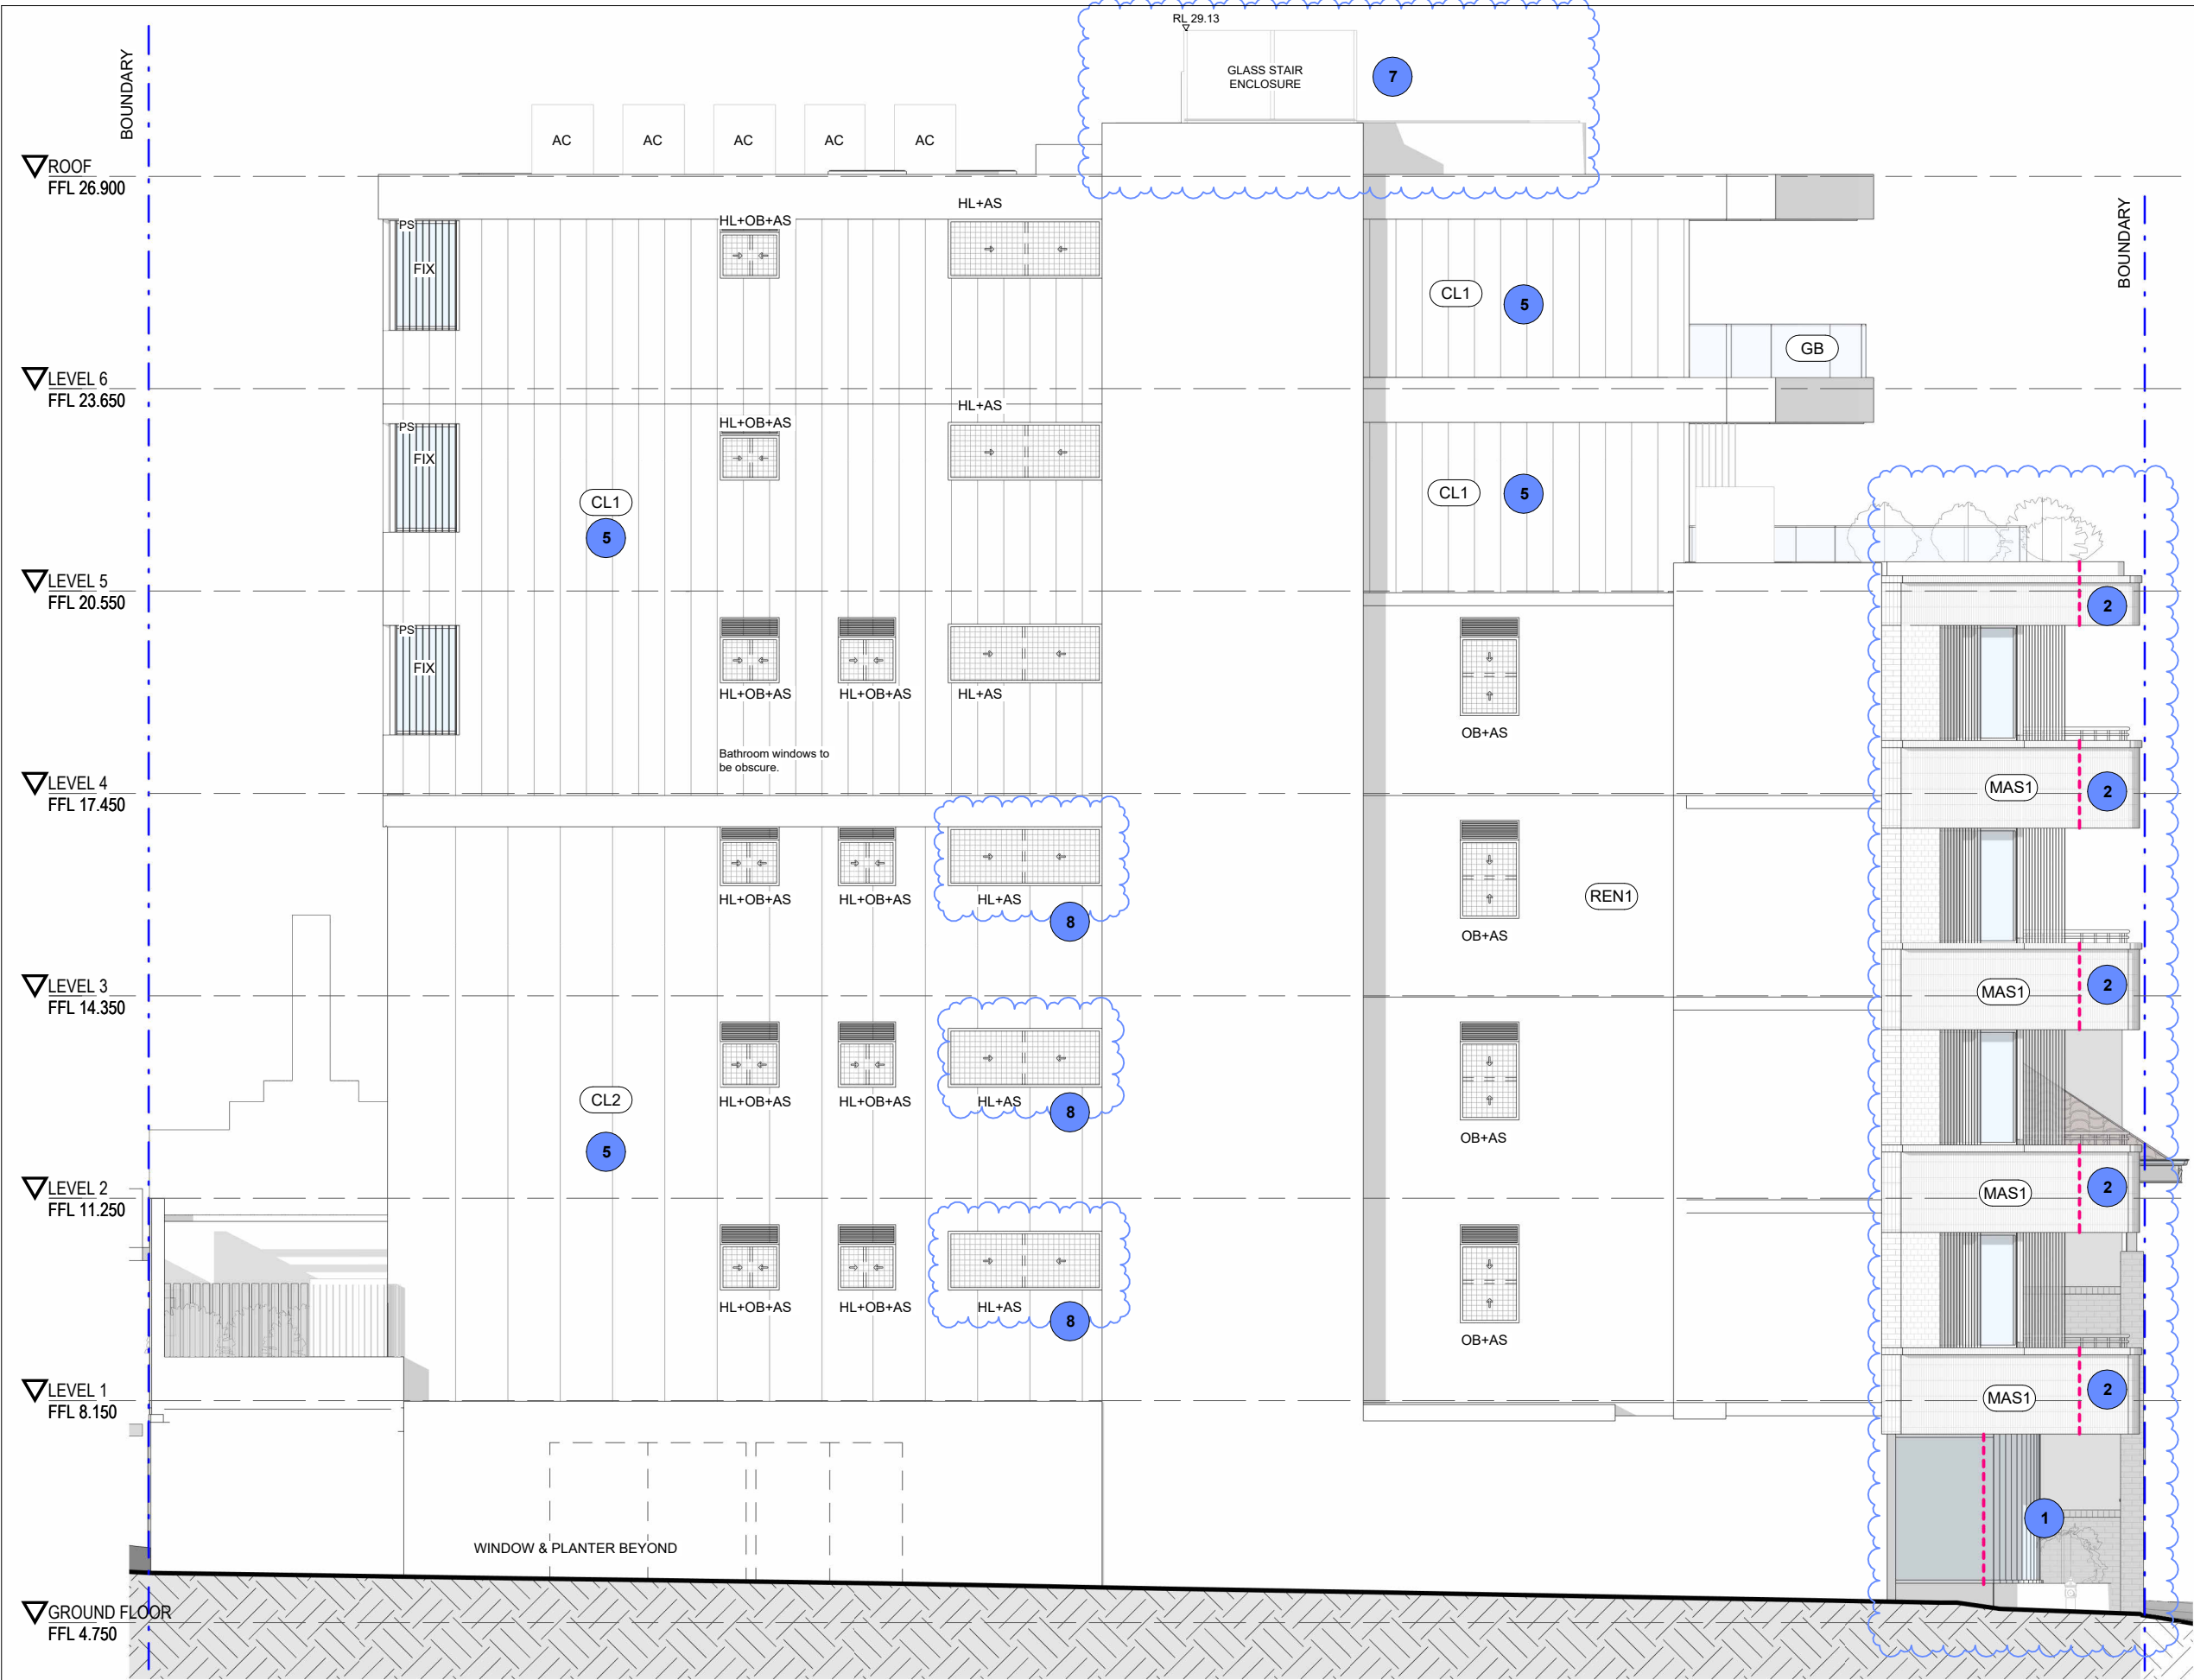 RL 29.13
GLASS STAIR
ENCLOSURE
7
BOUNDARY
AC
AC
AC
AC
AC
ROOF
FFL 26.900
BOUNDARY
HL+AS
PS
HL+OB+AS
FIX
CL1
5
GB
LEVEL 6
FFL 23.650
HL+AS
PS
HL+OB+AS
FIX
CL1
5
CL1
5
LEVEL 5
FFL 20.550
2
PS
FIX
HL+OB+AS
HL+OB+AS
HL+AS
OB+AS
Bathroom windows to
be obscure.
LEVEL 4
FFL 17.450
MAS1
2
HL+OB+AS
HL+OB+AS
HL+AS
8
REN1
OB+AS
LEVEL 3
FFL 14.350
MAS1
2
CL2
HL+OB+AS
HL+OB+AS
HL+AS
8
5
OB+AS
LEVEL 2
FFL 11.250
MAS1
2
HL+OB+AS
HL+OB+AS
HL+AS
8
OB+AS
LEVEL 1
FFL 8.150
MAS1
2
1
WINDOW & PLANTER BEYOND
GROUND FLOOR
FFL 4.750